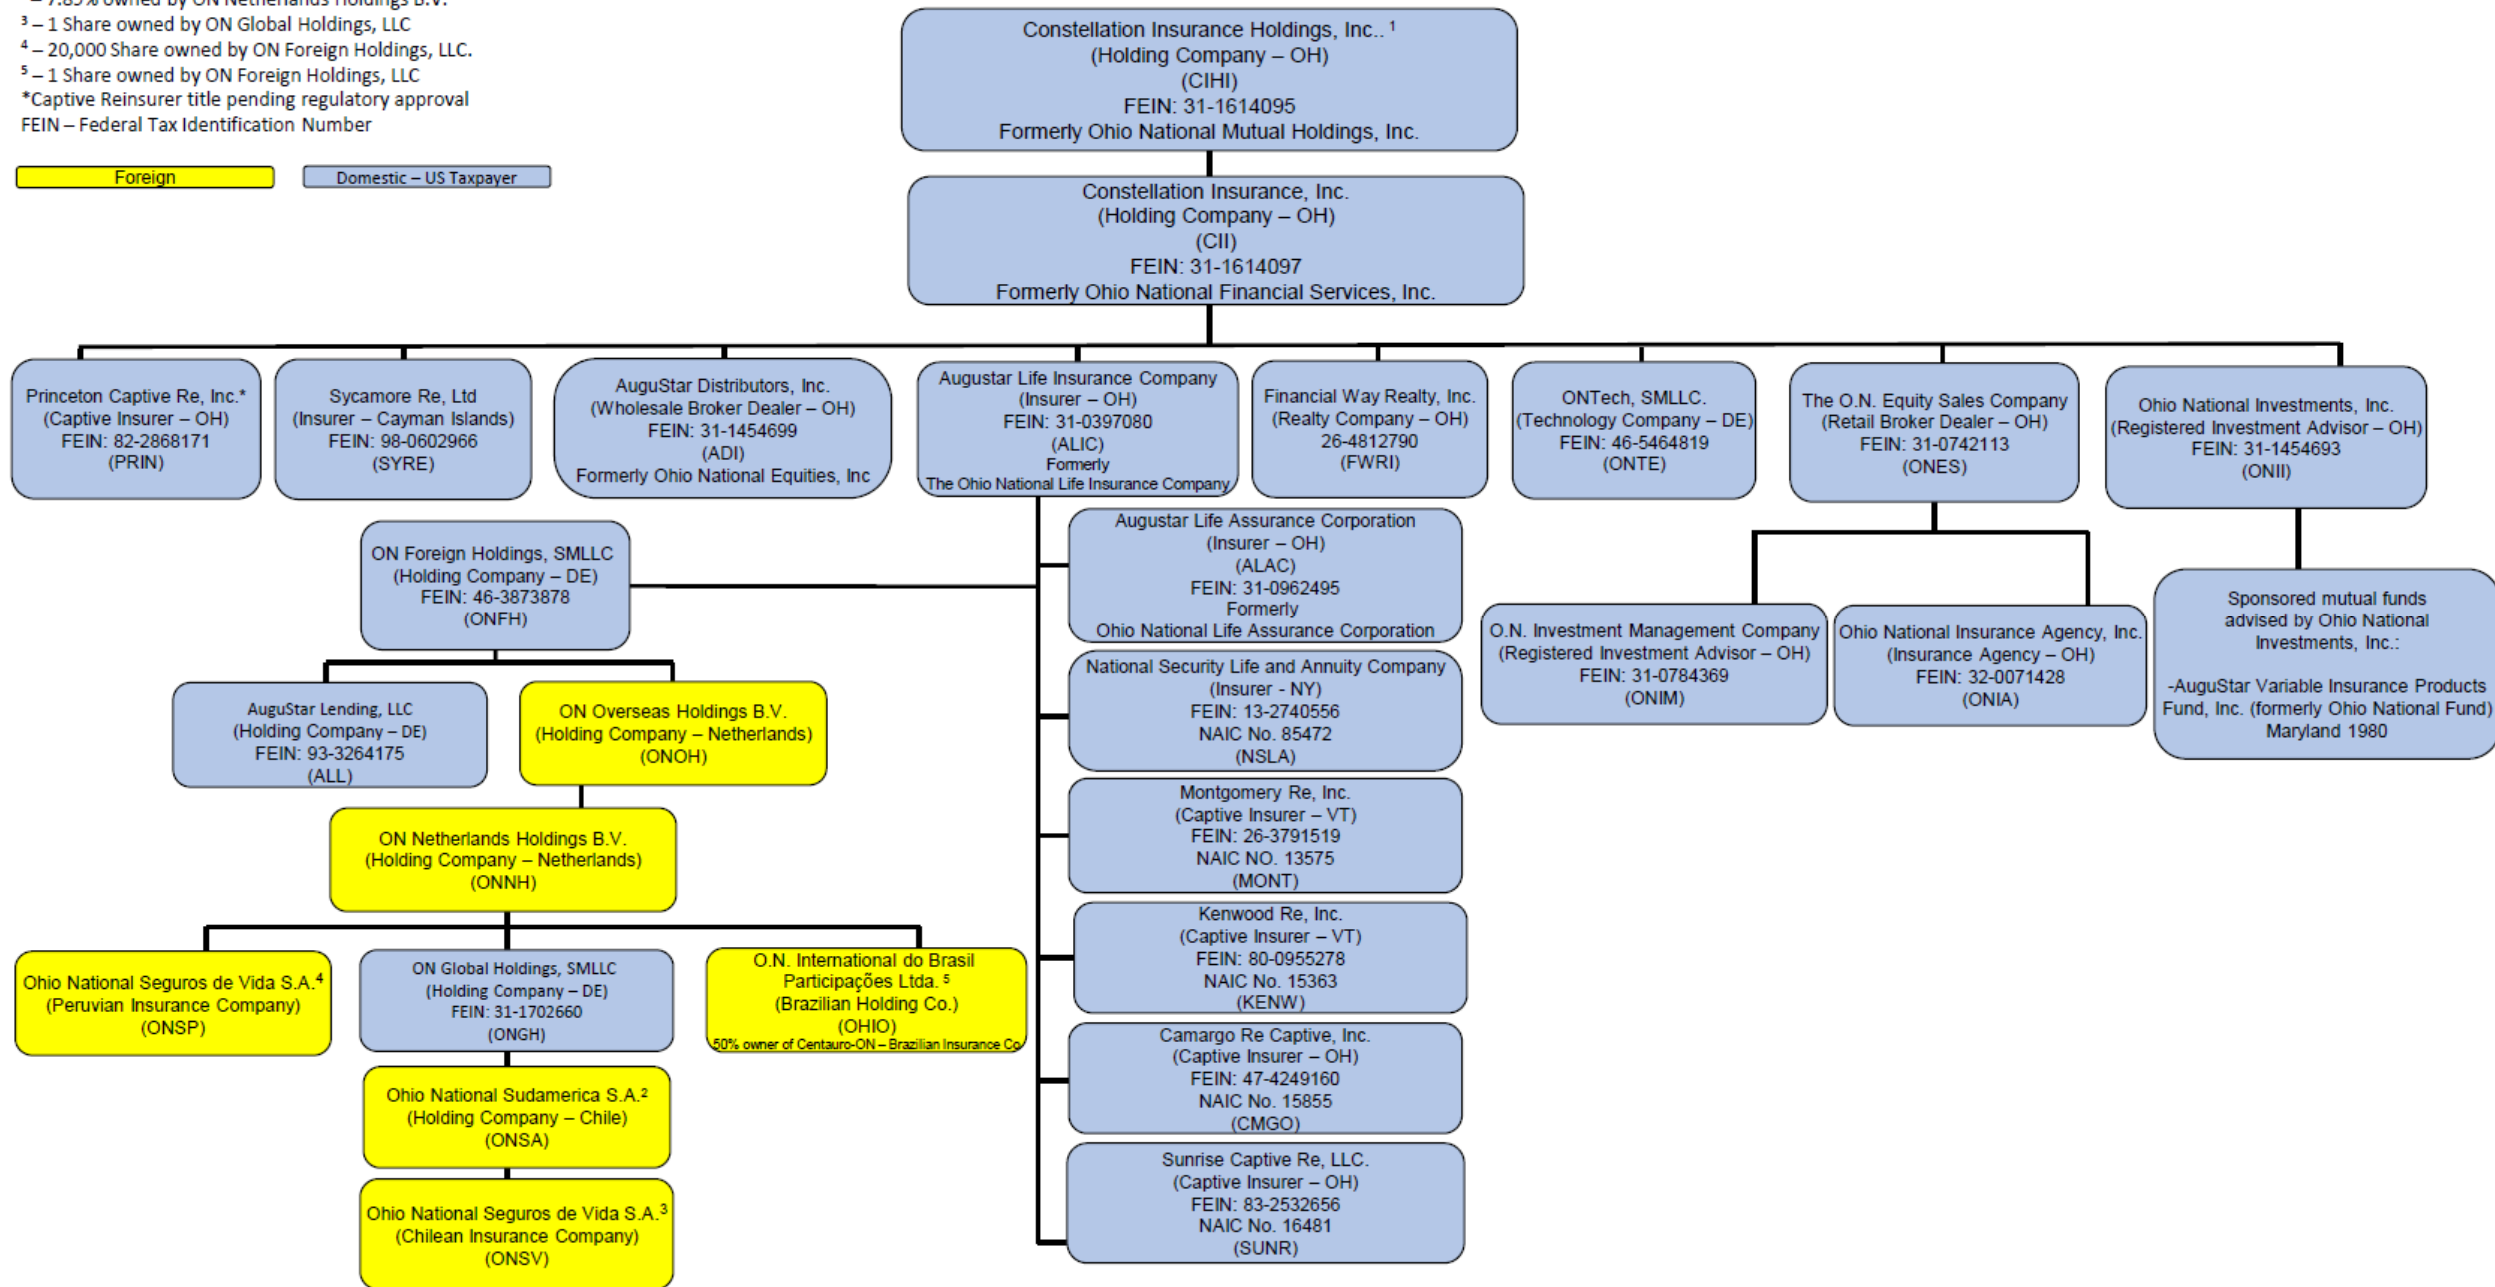 – 7.85% owned by ON Netherlands Holdings B.V.
³ – 1 Share owned by ON Global Holdings, LLC
⁴ – 20,000 Share owned by ON Foreign Holdings, LLC.
⁵ – 1 Share owned by ON Foreign Holdings, LLC
*Captive Reinsurer title pending regulatory approval
FEIN – Federal Tax Identification Number
Foreign
Domestic – US Taxpayer
Constellation Insurance Holdings, Inc.. ¹
(Holding Company – OH)
(CIHI)
FEIN: 31-1614095
Formerly Ohio National Mutual Holdings, Inc.
Constellation Insurance, Inc.
(Holding Company – OH)
(CII)
FEIN: 31-1614097
Formerly Ohio National Financial Services, Inc.
Princeton Captive Re, Inc.*
(Captive Insurer – OH)
FEIN: 82-2868171
(PRIN)
Sycamore Re, Ltd
(Insurer – Cayman Islands)
FEIN: 98-0602966
(SYRE)
AuguStar Distributors, Inc.
(Wholesale Broker Dealer – OH)
FEIN: 31-1454699
(ADI)
Formerly Ohio National Equities, Inc
Augustar Life Insurance Company
(Insurer – OH)
FEIN: 31-0397080
(ALIC)
Formerly
The Ohio National Life Insurance Company
Financial Way Realty, Inc.
(Realty Company – OH)
26-4812790
(FWRI)
ONTech, SMLLC.
(Technology Company – DE)
FEIN: 46-5464819
(ONTE)
The O.N. Equity Sales Company
(Retail Broker Dealer – OH)
FEIN: 31-0742113
(ONES)
Ohio National Investments, Inc.
(Registered Investment Advisor – OH)
FEIN: 31-1454693
(ONII)
ON Foreign Holdings, SMLLC
(Holding Company – DE)
FEIN: 46-3873878
(ONFH)
Augustar Life Assurance Corporation
(Insurer – OH)
(ALAC)
FEIN: 31-0962495
Formerly
Ohio National Life Assurance Corporation
O.N. Investment Management Company
(Registered Investment Advisor – OH)
FEIN: 31-0784369
(ONIM)
Ohio National Insurance Agency, Inc.
(Insurance Agency – OH)
FEIN: 32-0071428
(ONIA)
Sponsored mutual funds
advised by Ohio National
Investments, Inc.:
-AuguStar Variable Insurance Products
Fund, Inc. (formerly Ohio National Fund)
Maryland 1980
AuguStar Lending, LLC
(Holding Company – DE)
FEIN: 93-3264175
(ALL)
ON Overseas Holdings B.V.
(Holding Company – Netherlands)
(ONOH)
National Security Life and Annuity Company
(Insurer - NY)
FEIN: 13-2740556
NAIC No. 85472
(NSLA)
ON Netherlands Holdings B.V.
(Holding Company – Netherlands)
(ONNH)
Montgomery Re, Inc.
(Captive Insurer – VT)
FEIN: 26-3791519
NAIC NO. 13575
(MONT)
Kenwood Re, Inc.
(Captive Insurer – VT)
FEIN: 80-0955278
NAIC No. 15363
(KENW)
Ohio National Seguros de Vida S.A.⁴
(Peruvian Insurance Company)
(ONSP)
ON Global Holdings, SMLLC
(Holding Company – DE)
FEIN: 31-1702660
(ONGH)
O.N. International do Brasil
Participações Ltda. ⁵
(Brazilian Holding Co.)
(OHIO)
50% owner of Centauro-ON – Brazilian Insurance Co
Camargo Re Captive, Inc.
(Captive Insurer – OH)
FEIN: 47-4249160
NAIC No. 15855
(CMGO)
Ohio National Sudamerica S.A.²
(Holding Company – Chile)
(ONSA)
Sunrise Captive Re, LLC.
(Captive Insurer – OH)
FEIN: 83-2532656
NAIC No. 16481
(SUNR)
Ohio National Seguros de Vida S.A.³
(Chilean Insurance Company)
(ONSV)